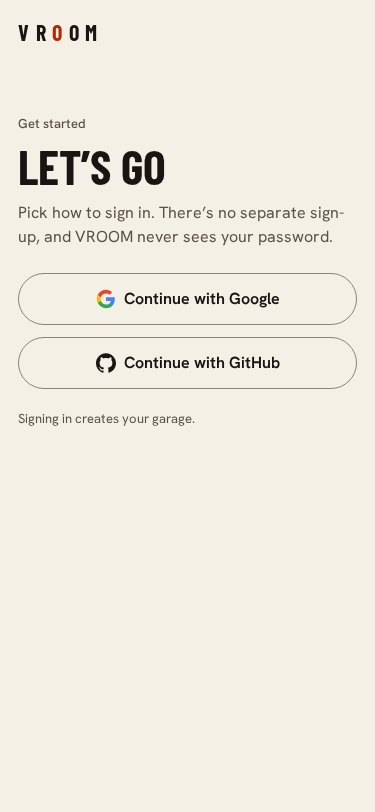 VROOM
Get started
LET’S GO
Pick how to sign in. There’s no separate sign-
up, and VROOM never sees your password.
Continue with Google
Continue with GitHub
Signing in creates your garage.